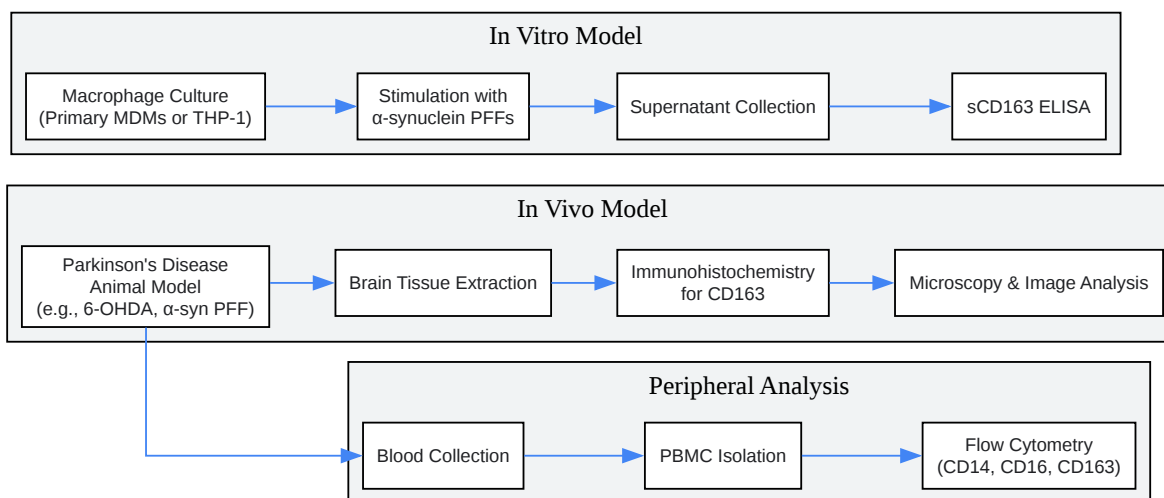 In Vitro Model
Macrophage Culture
(Primary MDMs or THP-1)
Stimulation with
α-synuclein PFFs
Supernatant Collection
sCD163 ELISA
In Vivo Model
Parkinson's Disease
Animal Model
(e.g., 6-OHDA, α-syn PFF)
Brain Tissue Extraction
Immunohistochemistry
for CD163
Microscopy & Image Analysis
Peripheral Analysis
Blood Collection
PBMC Isolation
Flow Cytometry
(CD14, CD16, CD163)